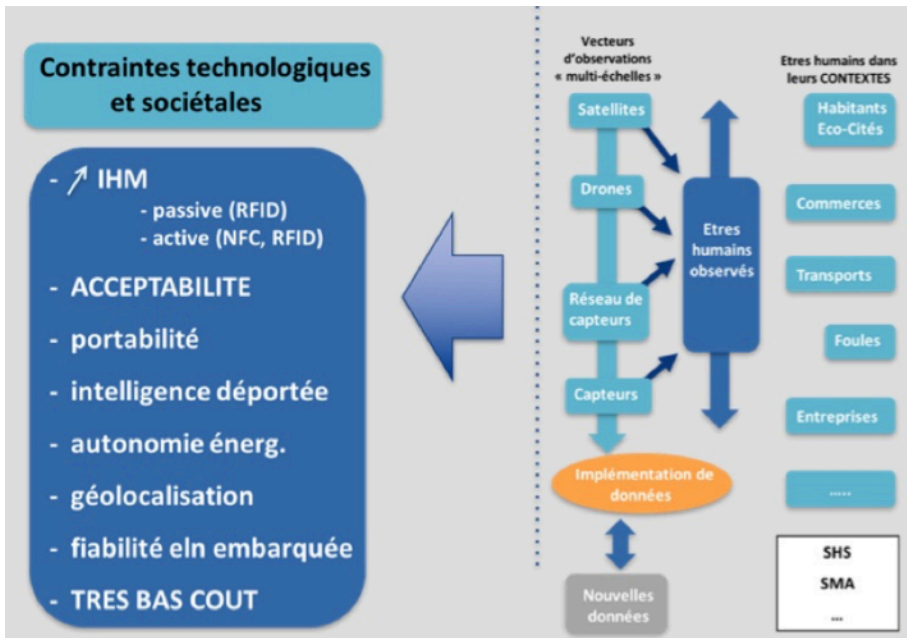 Contraintes technologiques
et sociétales
- ↗ IHM
- passive (RFID)
- active (NFC, RFID)
- ACCEPTABILITE
- portabilité
- intelligence déportée
- autonomie énerg.
- géolocalisation
- fiabilité eln embarquée
- TRES BAS COUT
Vecteurs
d'observations
« multi-échelles »
Satellites
Drones
Réseau de
capteurs
Capteurs
Implémentation de
données
Nouvelles
données
Etres
humains
observés
Etres humains dans
leurs CONTEXTES
Habitants
Eco-Cités
Commerces
Transports
Foules
Entreprises
.....
SHS
SMA
...